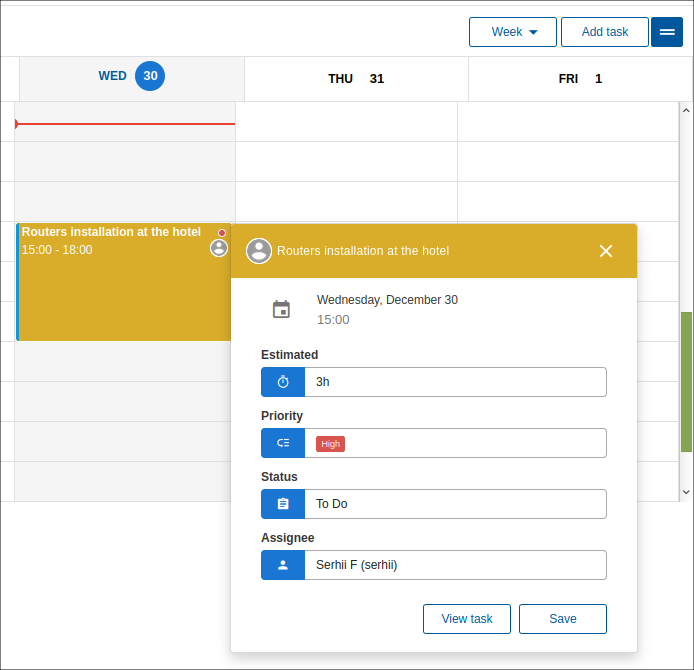 Week
Add task
WED 30
THU 31
FRI 1
Routers installation at the hotel
15:00 - 18:00
Routers installation at the hotel
Wednesday, December 30
15:00
Estimated
3h
Priority
High
Status
To Do
Assignee
Serhii F (serhii)
View task
Save